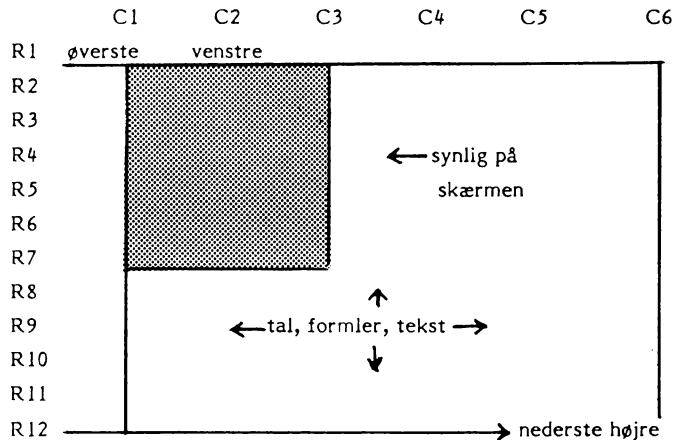 C1 C2 C3 C4 C5 C6
R1 øverste venstre
R2
R3
R4 synlig på
R5 skærmen
R6
R7
R8
R9 tal, formler, tekst
R10
R11
R12 nederste højre